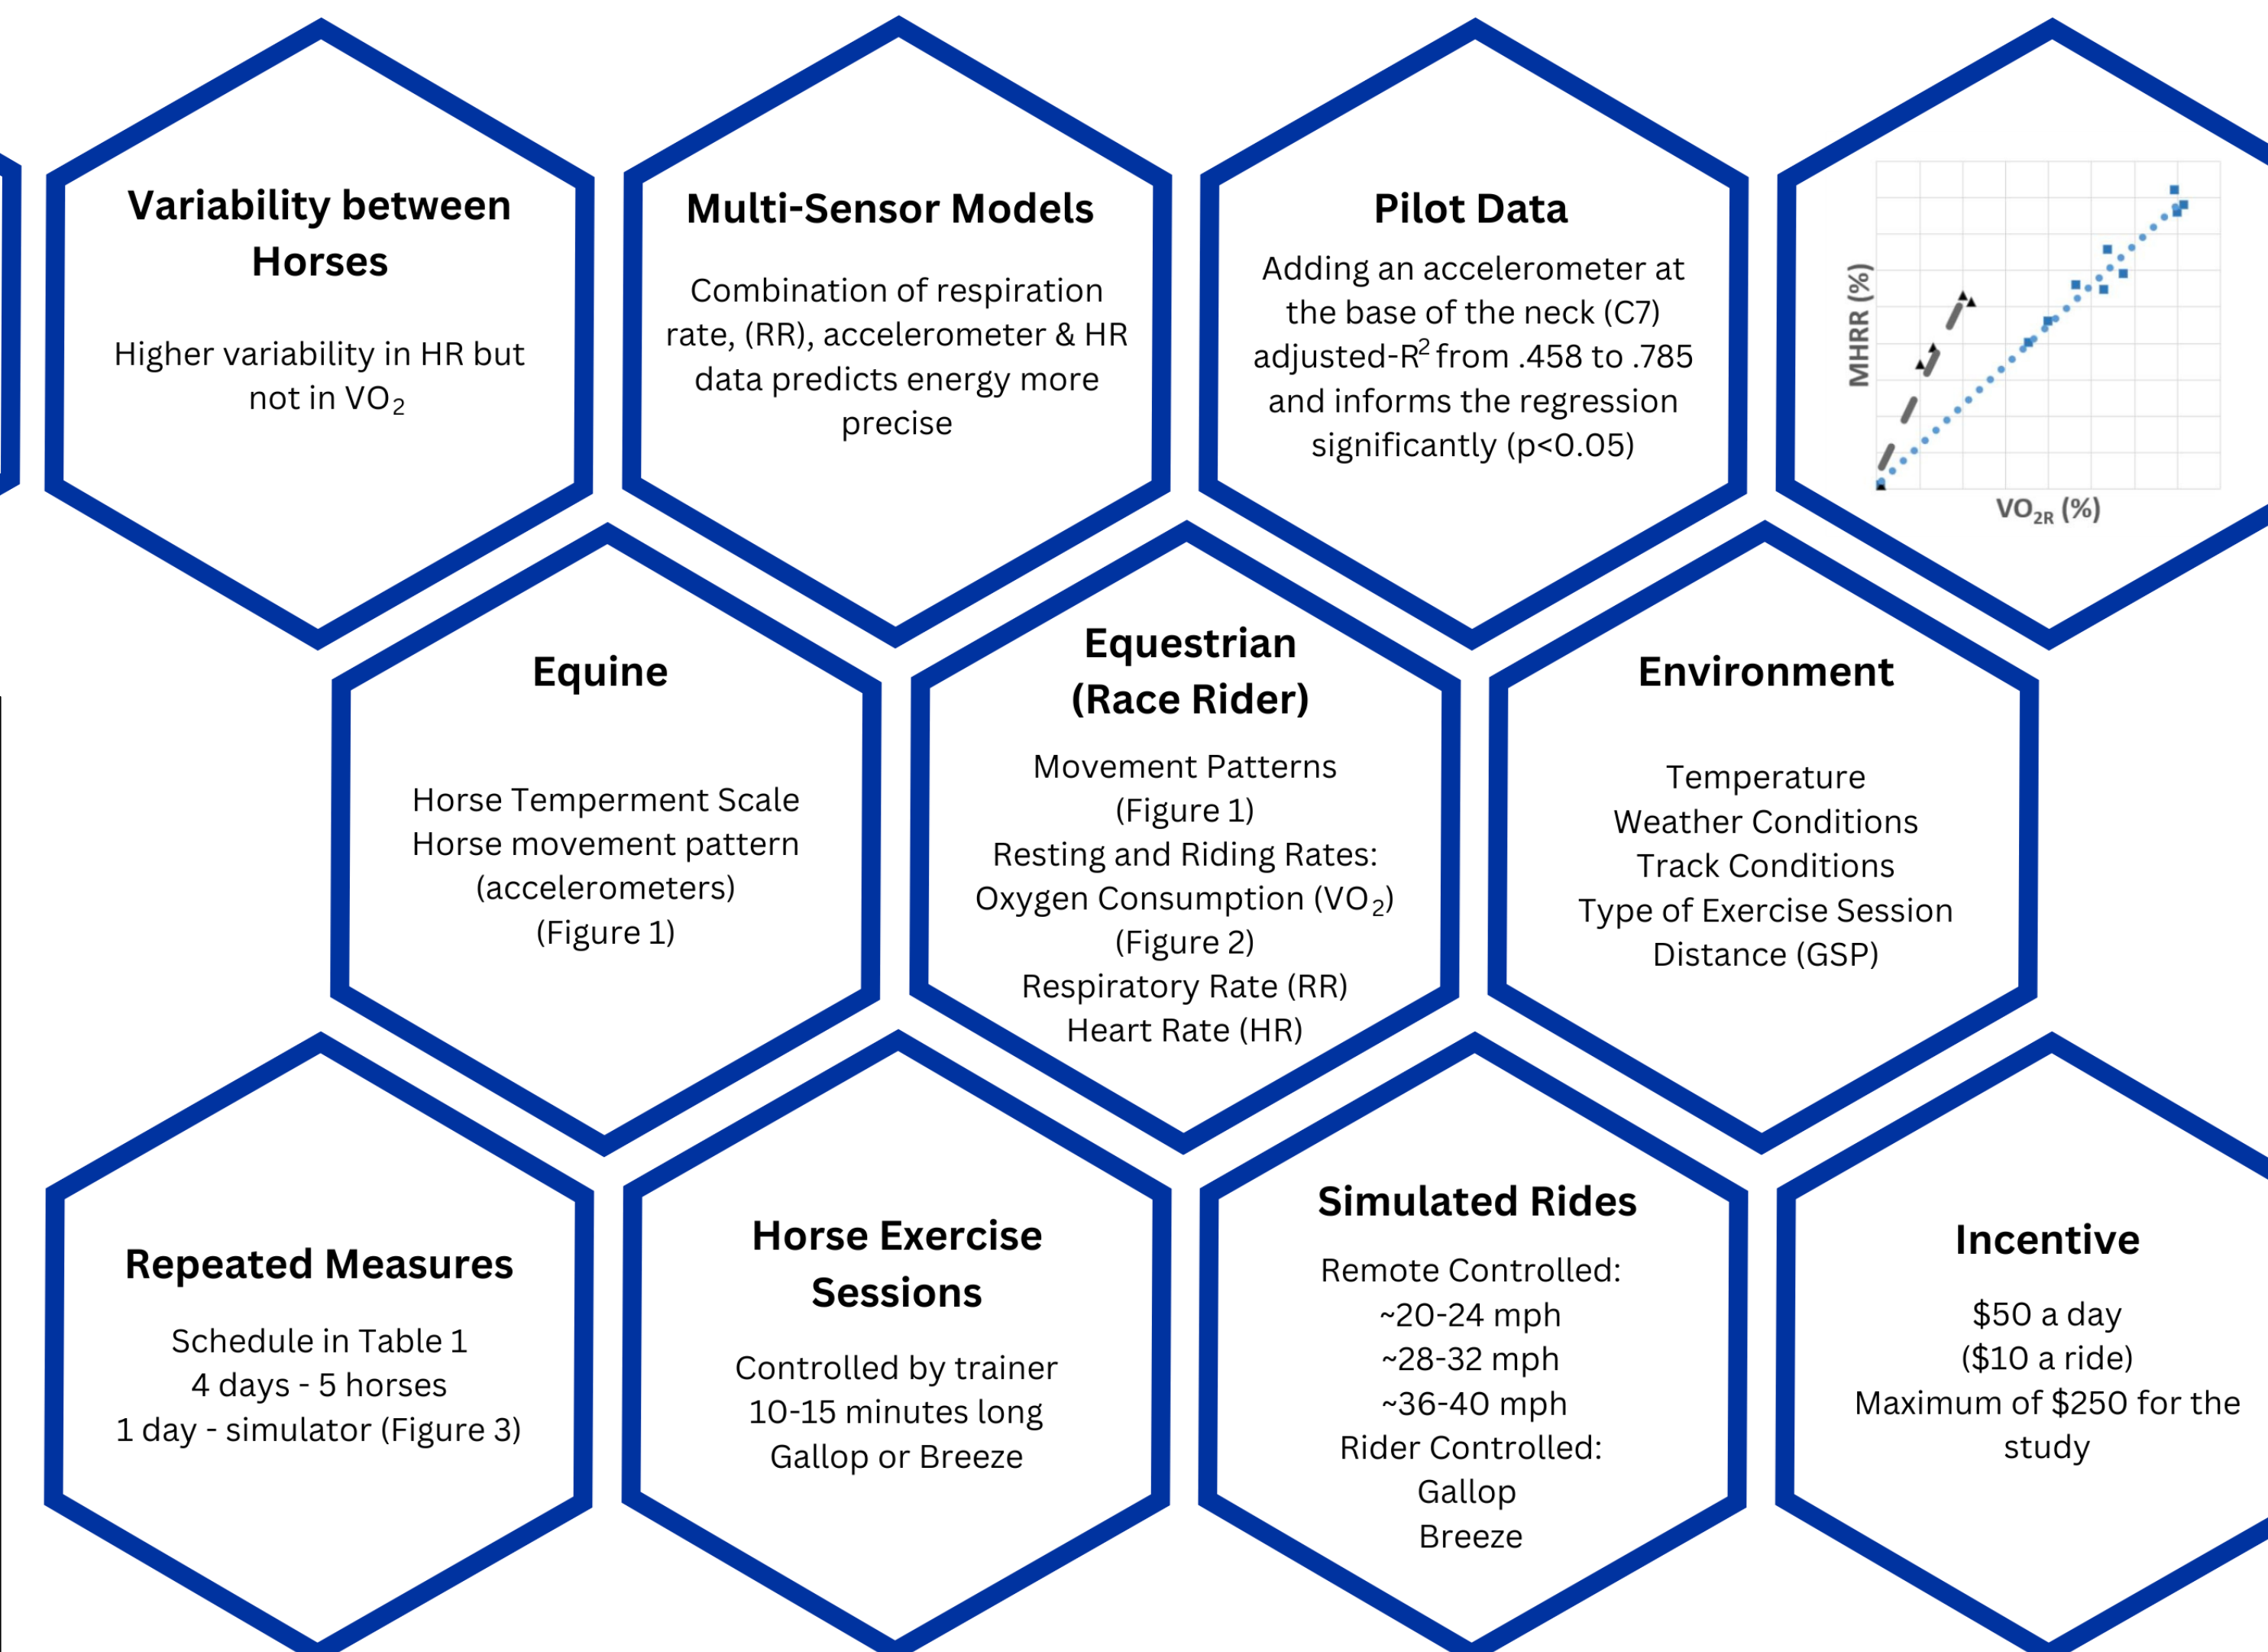 Variability between
Horses
Higher variability in HR but
not in VO₂
Multi-Sensor Models
Combination of respiration
rate, (RR), accelerometer & HR
data predicts energy more
precise
Pilot Data
Adding an accelerometer at
the base of the neck (C7)
adjusted-R² from .458 to .785
and informs the regression
significantly (p<0.05)
MHRR (%)
VO₂R (%)
Equine
Horse Temperment Scale
Horse movement pattern
(accelerometers)
(Figure 1)
Equestrian
(Race Rider)
Movement Patterns
(Figure 1)
Resting and Riding Rates:
Oxygen Consumption (VO₂)
(Figure 2)
Respiratory Rate (RR)
Heart Rate (HR)
Environment
Temperature
Weather Conditions
Track Conditions
Type of Exercise Session
Distance (GSP)
Repeated Measures
Schedule in Table 1
4 days - 5 horses
1 day - simulator (Figure 3)
Horse Exercise
Sessions
Controlled by trainer
10-15 minutes long
Gallop or Breeze
Simulated Rides
Remote Controlled:
~20-24 mph
~28-32 mph
~36-40 mph
Rider Controlled:
Gallop
Breeze
Incentive
$50 a day
($10 a ride)
Maximum of $250 for the
study